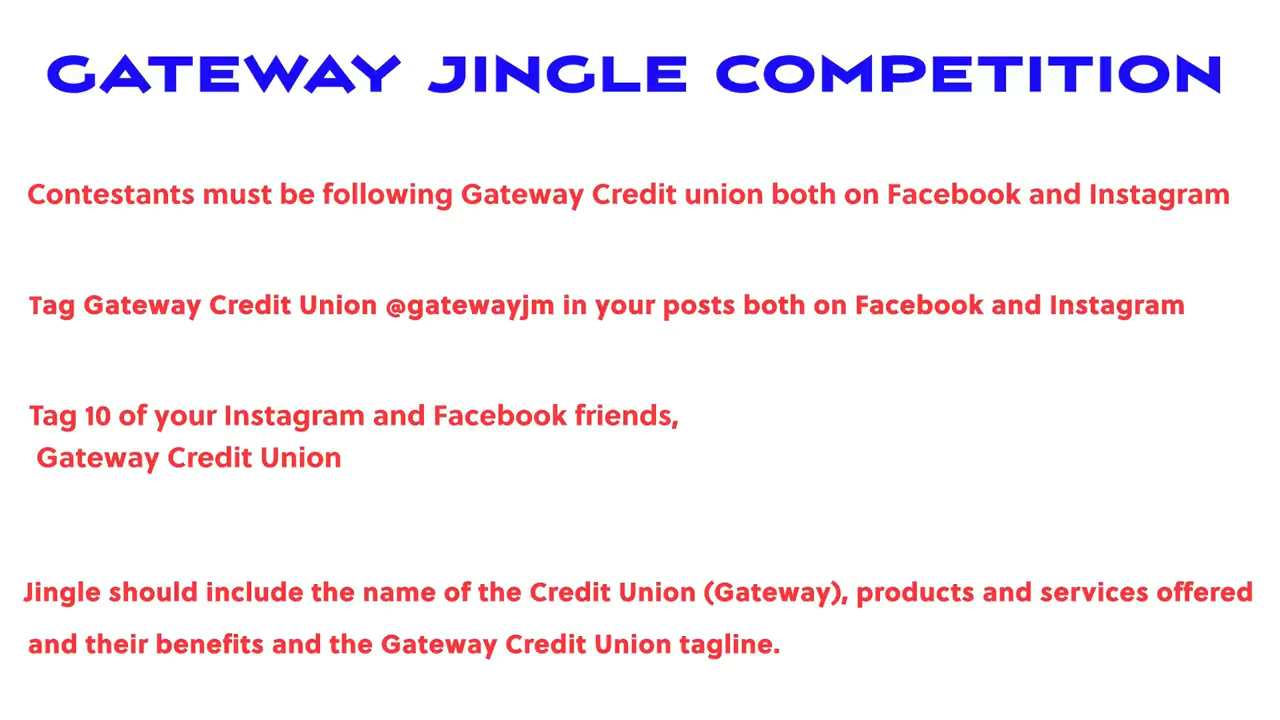 GATEWAY JINGLE COMPETITION
Contestants must be following Gateway Credit union both on Facebook and Instagram
Tag Gateway Credit Union @gatewayjm in your posts both on Facebook and Instagram
Tag 10 of your Instagram and Facebook friends,
Gateway Credit Union
Jingle should include the name of the Credit Union (Gateway), products and services offered
and their benefits and the Gateway Credit Union tagline.